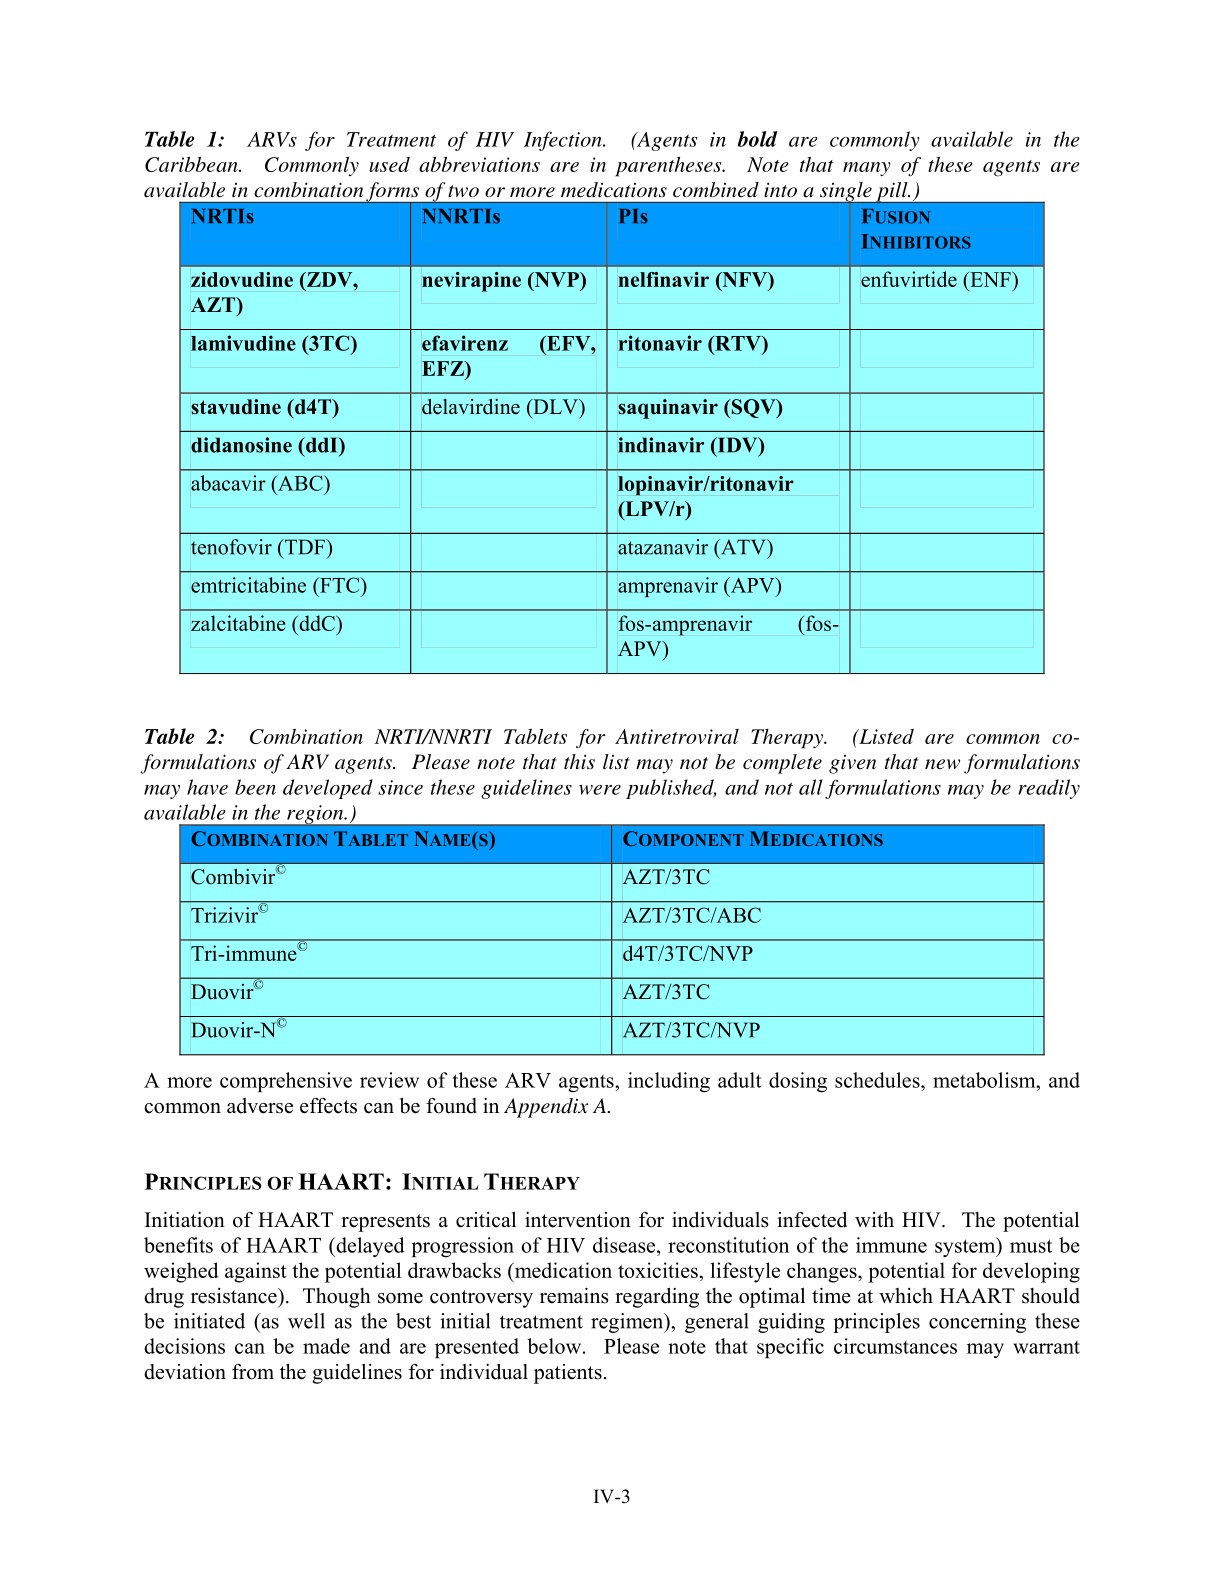 Table 1: ARVs for Treatment of HIV Infection. (Agents in bold are commonly available in the
Caribbean. Commonly used abbreviations are in parentheses. Note that many of these agents are
available in combination forms of two or more medications combined into a single pill.)
NRTIs NNRTIs PIs FUSION
INHIBITORS
zidovudine (ZDV, nevirapine (NVP) nelfinavir (NFV) enfuvirtide (ENF)
AZT)
lamivudine (3TC) efavirenz (EFV, ritonavir (RTV)
EFZ)
stavudine (d4T) delavirdine (DLV) saquinavir (SQV)
didanosine (ddI) indinavir (IDV)
abacavir (ABC) lopinavir/ritonavir
(LPV/r)
tenofovir (TDF) atazanavir (ATV)
emtricitabine (FTC) amprenavir (APV)
zalcitabine (ddC) fos-amprenavir (fos-
APV)
Table 2: Combination NRTI/NNRTI Tablets for Antiretroviral Therapy. (Listed are common co-
formulations of ARV agents. Please note that this list may not be complete given that new formulations
may have been developed since these guidelines were published, and not all formulations may be readily
available in the region.)
COMBINATION TABLET NAME(S) COMPONENT MEDICATIONS
Combivir© AZT/3TC
Trizivir© AZT/3TC/ABC
Tri-immune© d4T/3TC/NVP
Duovir© AZT/3TC
Duovir-N© AZT/3TC/NVP
A more comprehensive review of these ARV agents, including adult dosing schedules, metabolism, and
common adverse effects can be found in Appendix A.
PRINCIPLES OF HAART: INITIAL THERAPY
Initiation of HAART represents a critical intervention for individuals infected with HIV. The potential
benefits of HAART (delayed progression of HIV disease, reconstitution of the immune system) must be
weighed against the potential drawbacks (medication toxicities, lifestyle changes, potential for developing
drug resistance). Though some controversy remains regarding the optimal time at which HAART should
be initiated (as well as the best initial treatment regimen), general guiding principles concerning these
decisions can be made and are presented below. Please note that specific circumstances may warrant
deviation from the guidelines for individual patients.
IV-3